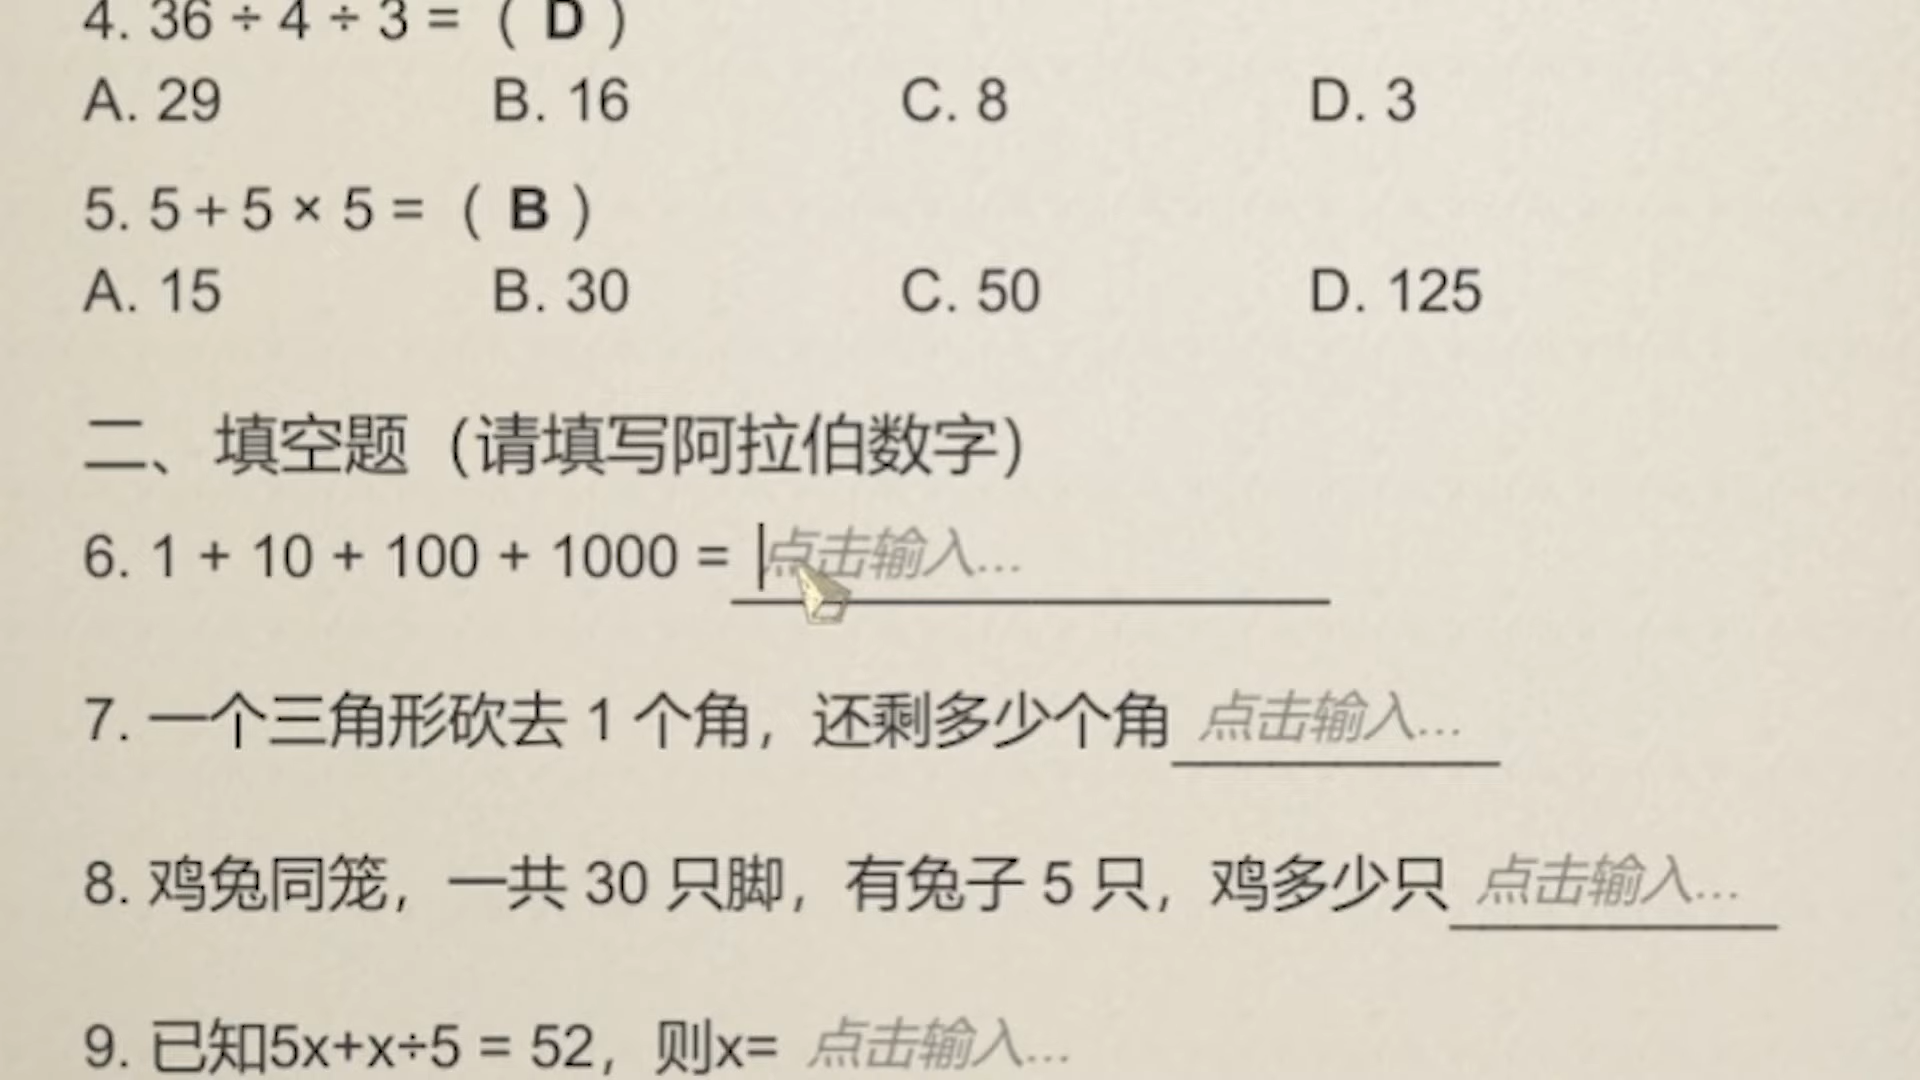 4. 36 ÷ 4 ÷ 3 =（ D ）
A. 29 B. 16 C. 8 D. 3
5. 5 + 5 × 5 =（ B ）
A. 15 B. 30 C. 50 D. 125
二、填空题（请填写阿拉伯数字）
6. 1 + 10 + 100 + 1000 = 点击输入...
7. 一个三角形砍去 1 个角，还剩多少个角 点击输入...
8. 鸡兔同笼，一共 30 只脚，有兔子 5 只，鸡多少只 点击输入...
9. 已知5x+x÷5 = 52，则x= 点击输入...